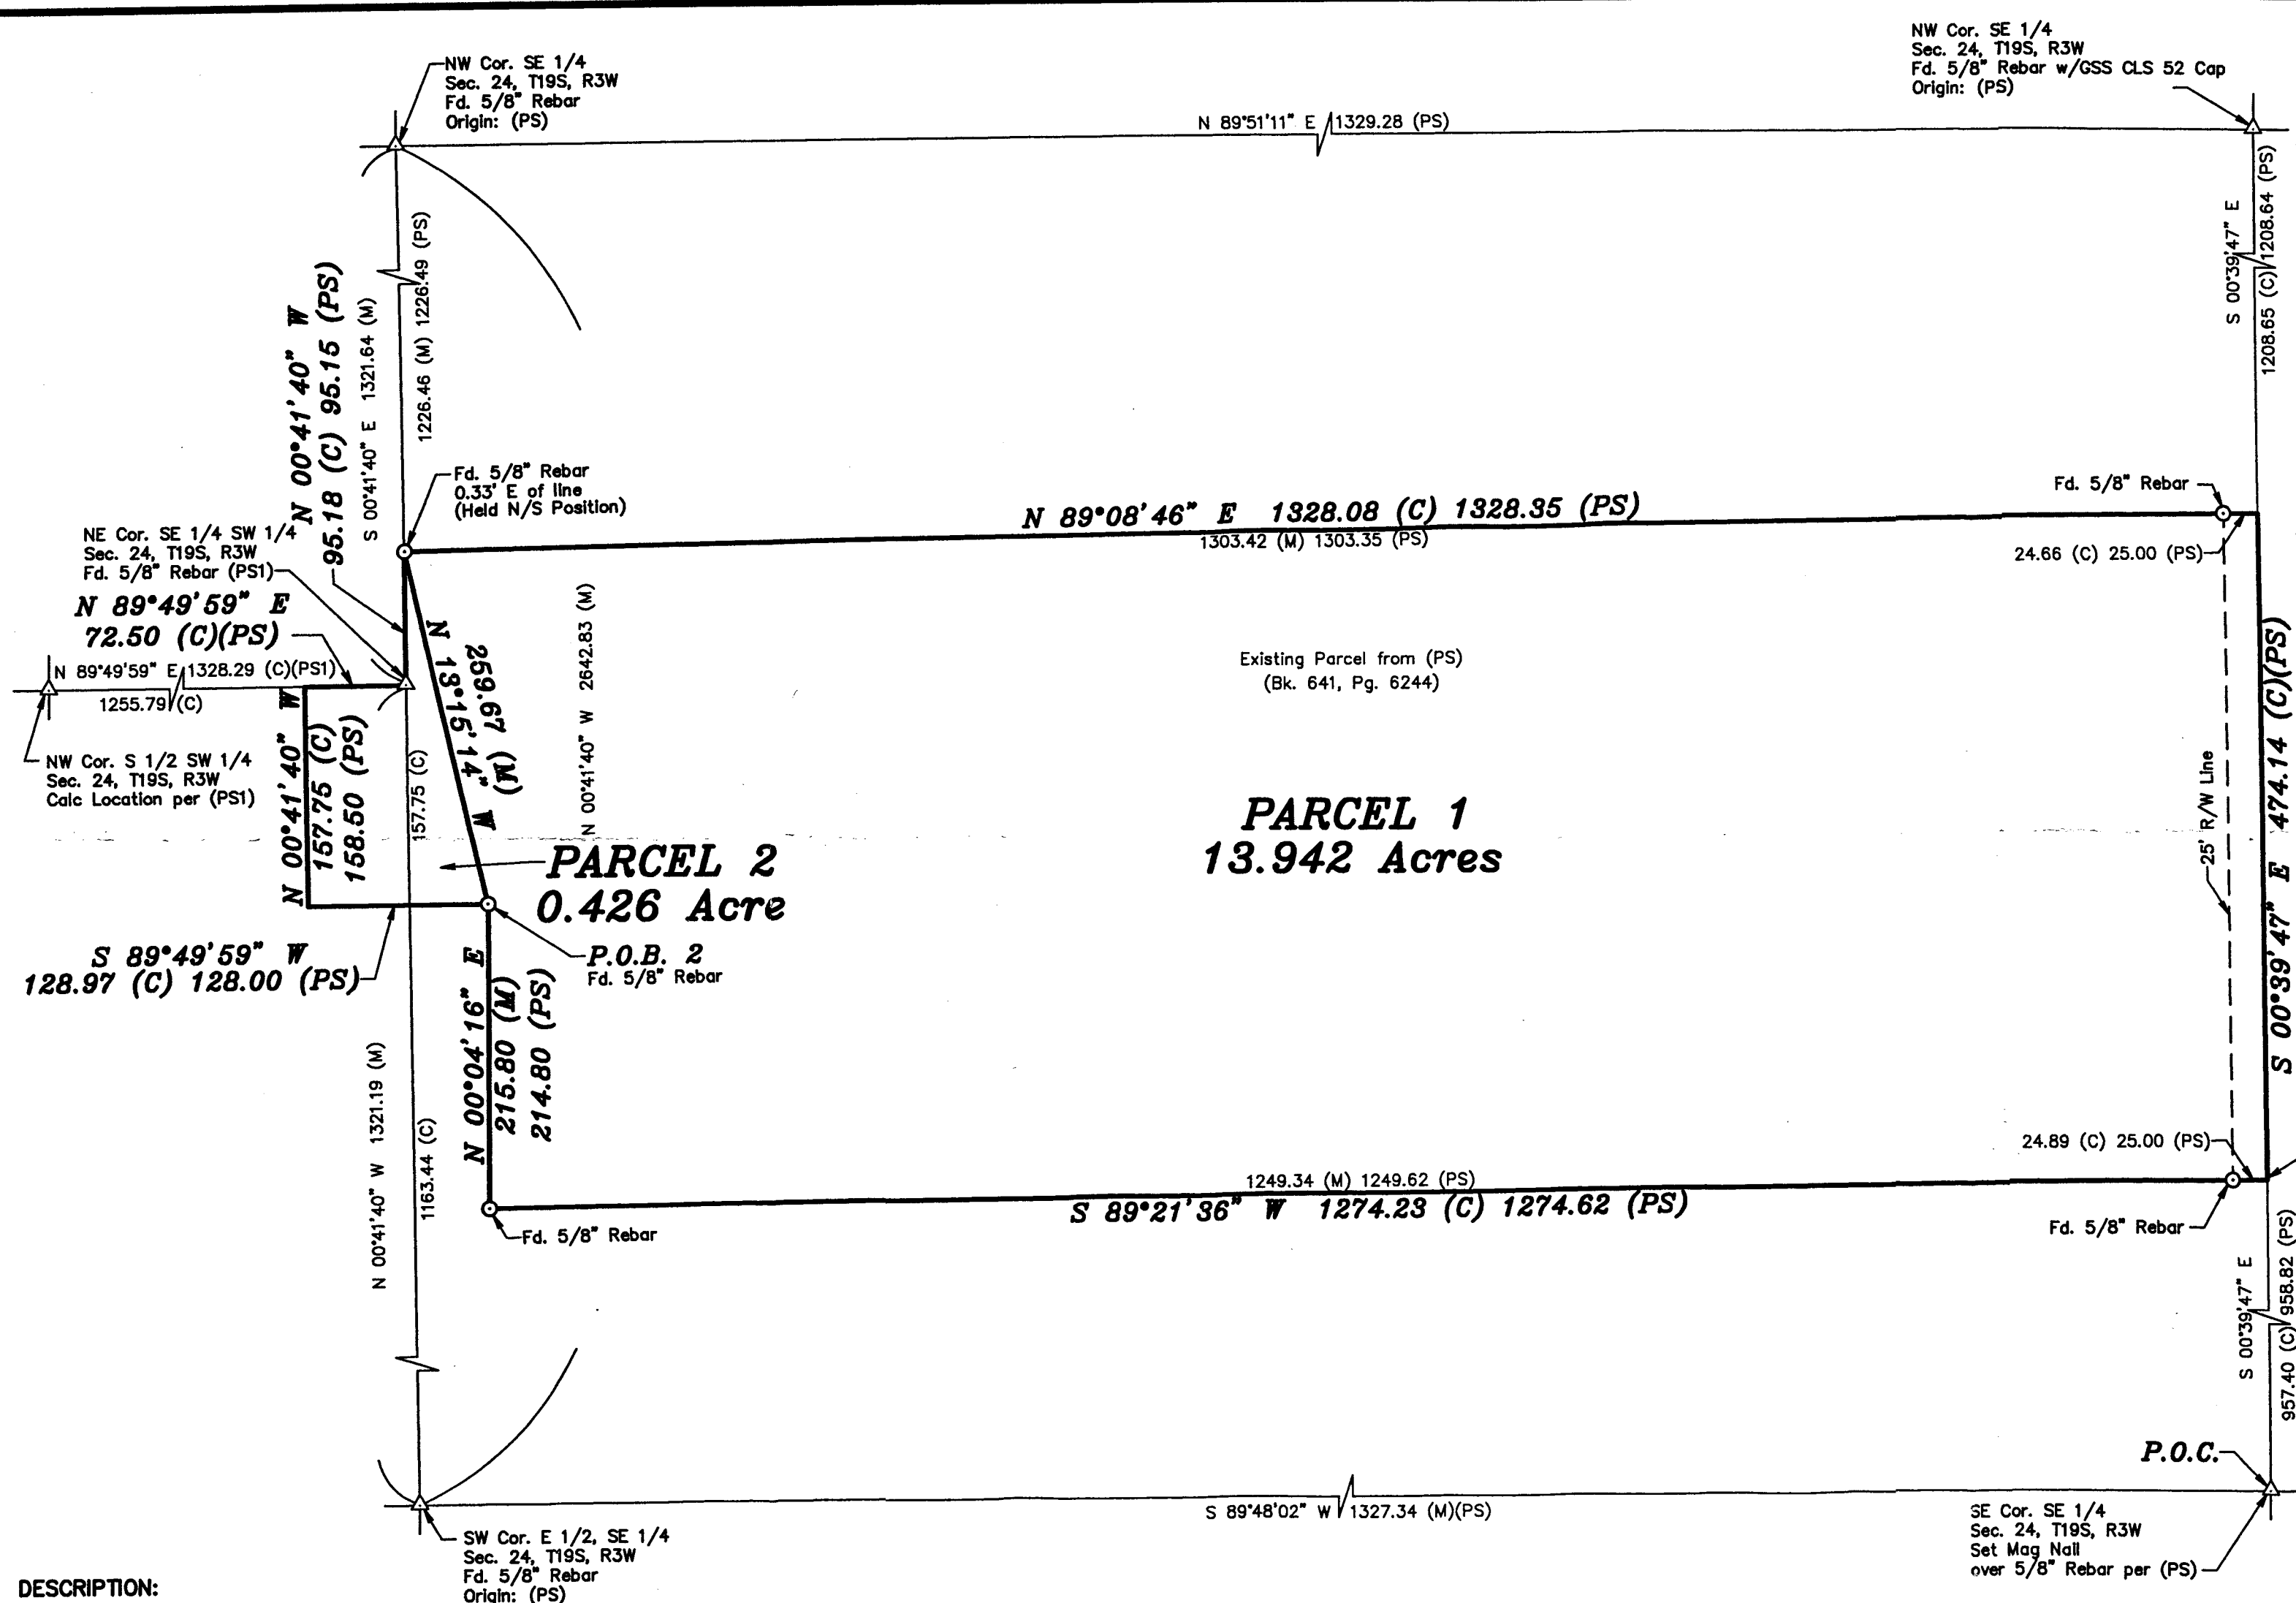 NW Cor. SE 1/4
Sec. 24, T19S, R3W
Fd. 5/8" Rebar
Origin: (PS)
NW Cor. SE 1/4
Sec. 24, T19S, R3W
Fd. 5/8" Rebar w/GSS CLS 52 Cap
Origin: (PS)
N 89°51'11" E 1329.28 (PS)
S 00°39'47" E
1208.65 (C) 1208.64 (PS)
1226.46 (M) 1226.49 (PS)
S 00°41'40" E 1321.64 (M)
N 00°41'40" W
95.18 (C) 95.15 (PS)
Fd. 5/8" Rebar
0.33' E of line
(Held N/S Position)
N 89°08'46" E 1328.08 (C) 1328.35 (PS)
1303.42 (M) 1303.35 (PS)
Fd. 5/8" Rebar
24.66 (C) 25.00 (PS)
NE Cor. SE 1/4 SW 1/4
Sec. 24, T19S, R3W
Fd. 5/8" Rebar (PS1)
N 89°49'59" E
72.50 (C)(PS)
N 89°49'59" E 1328.29 (C)(PS1)
1255.79 (C)
NW Cor. S 1/2 SW 1/4
Sec. 24, T19S, R3W
Calc Location per (PS1)
N 00°41'40" W
157.75 (C)
158.50 (PS)
157.75 (C)
259.67 (M)
N 13°15'14" W
N 00°41'40" W 2642.83 (M)
Existing Parcel from (PS)
(Bk. 641, Pg. 6244)
PARCEL 1
13.942 Acres
25' R/W Line
S 00°39'47" E 474.14 (C)(PS)
PARCEL 2
0.426 Acre
P.O.B. 2
Fd. 5/8" Rebar
S 89°49'59" W
128.97 (C) 128.00 (PS)
N 00°04'16" E
215.80 (M)
214.80 (PS)
N 00°41'40" W 1321.19 (M)
1163.44 (C)
24.89 (C) 25.00 (PS)
1249.34 (M) 1249.62 (PS)
S 89°21'36" W 1274.23 (C) 1274.62 (PS)
Fd. 5/8" Rebar
Fd. 5/8" Rebar
S 00°39'47" E
957.40 (C) 958.82 (PS)
P.O.C.
S 89°48'02" W 1327.34 (M)(PS)
SW Cor. E 1/2, SE 1/4
Sec. 24, T19S, R3W
Fd. 5/8" Rebar
Origin: (PS)
SE Cor. SE 1/4
Sec. 24, T19S, R3W
Set Mag Nail
over 5/8" Rebar per (PS)
DESCRIPTION: